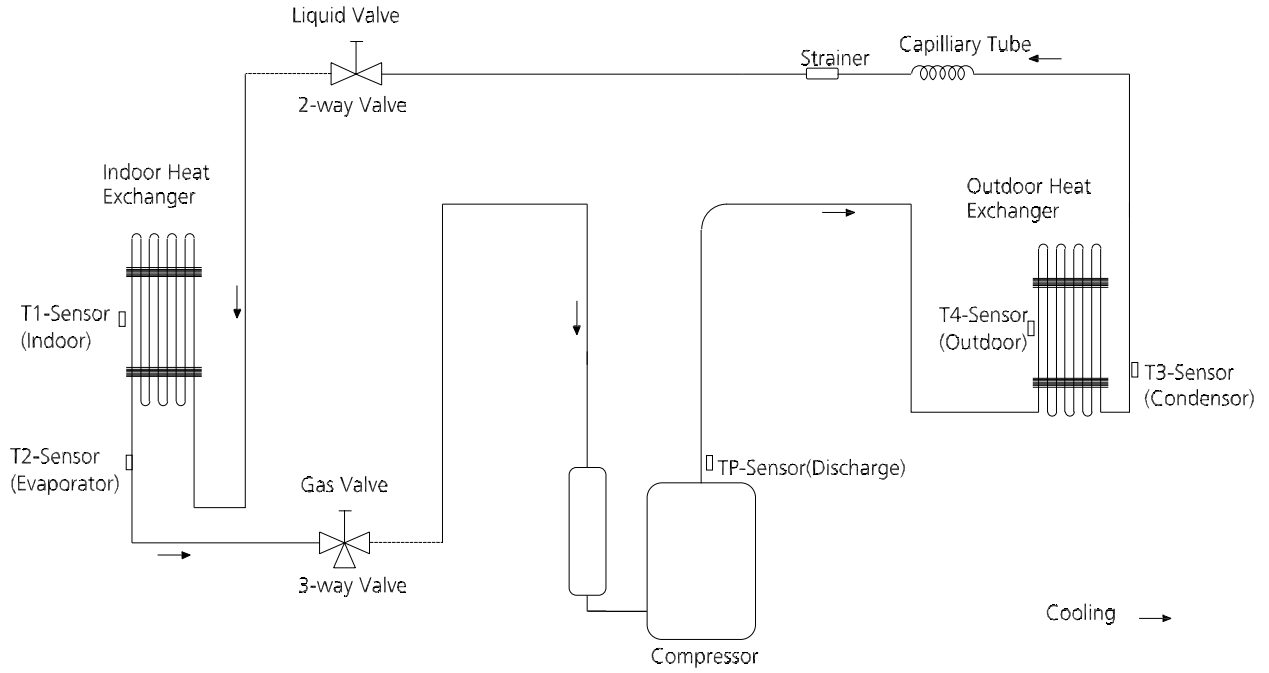 Liquid Valve
2-way Valve
Strainer
Capilliary Tube
Indoor Heat
Exchanger
Outdoor Heat
Exchanger
T1-Sensor
(Indoor)
T4-Sensor
(Outdoor)
T3-Sensor
(Condensor)
T2-Sensor
(Evaporator)
TP-Sensor(Discharge)
Gas Valve
3-way Valve
Cooling
Compressor